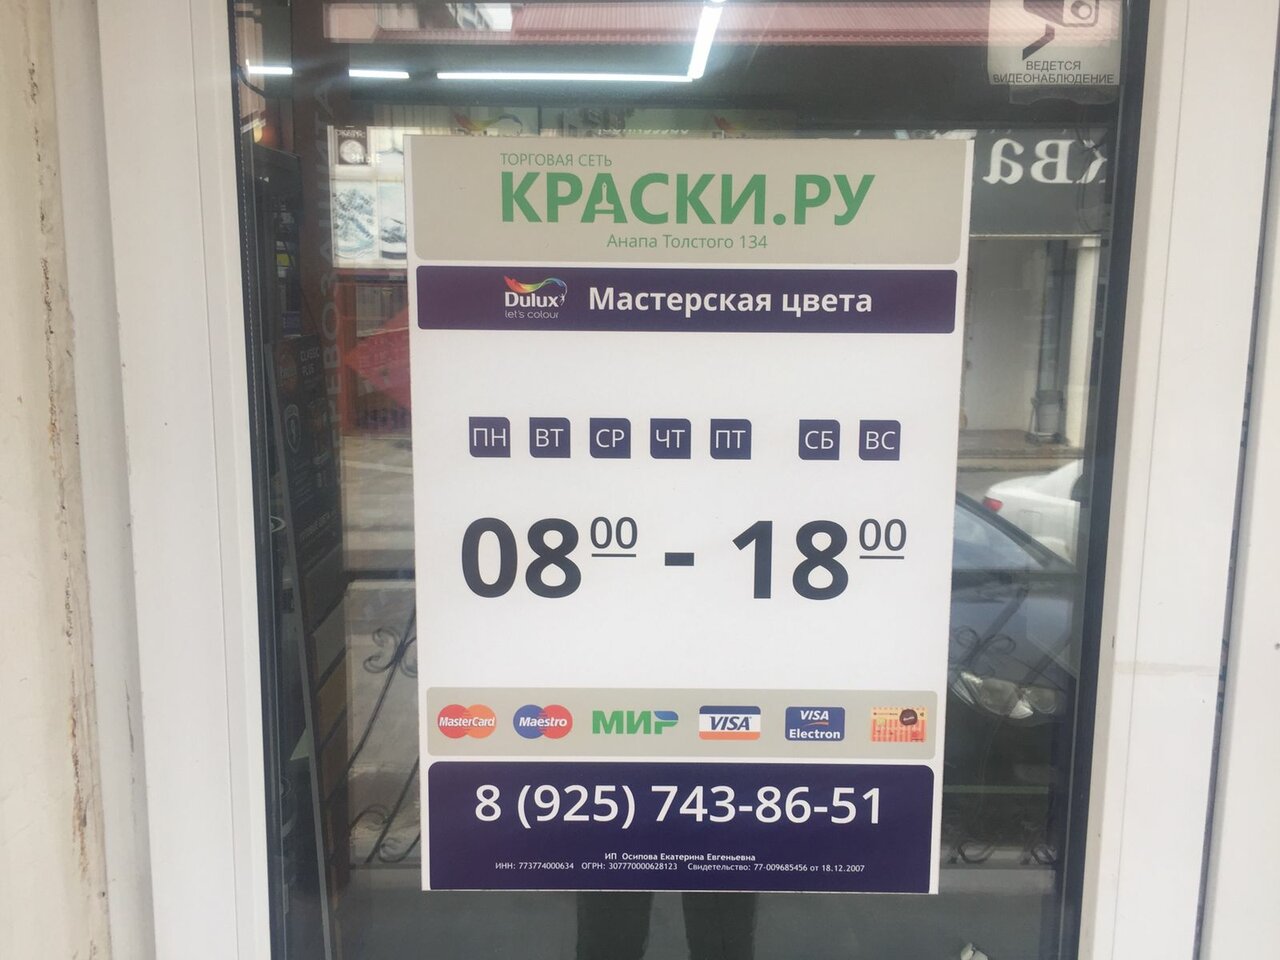 ВЕДЕТСЯ
ВИДЕОНАБЛЮДЕНИЕ
ТОРГОВАЯ СЕТЬ
КРАСКИ.РУ
Анапа Толстого 134
Dulux
let's colour
Мастерская цвета
ПН ВТ СР ЧТ ПТ СБ ВС
08 00 - 18 00
MasterCard Maestro МИР VISA VISA Electron
8 (925) 743-86-51
ИП Осипова Екатерина Евгеньевна
ИНН: 773774000634 ОГРН: 307770000628123 Свидетельство: 77-009685456 от 18.12.2007
CLASSIC
PLUS